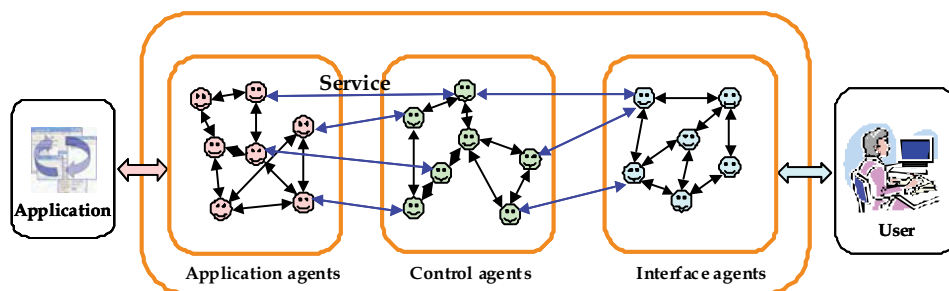 Service
Application
User
Application agents
Control agents
Interface agents